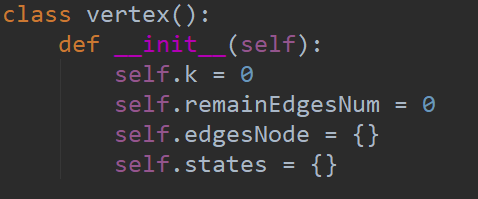 class vertex():
    def __init__(self):
        self.k = 0
        self.remainEdgesNum = 0
        self.edgesNode = {}
        self.states = {}